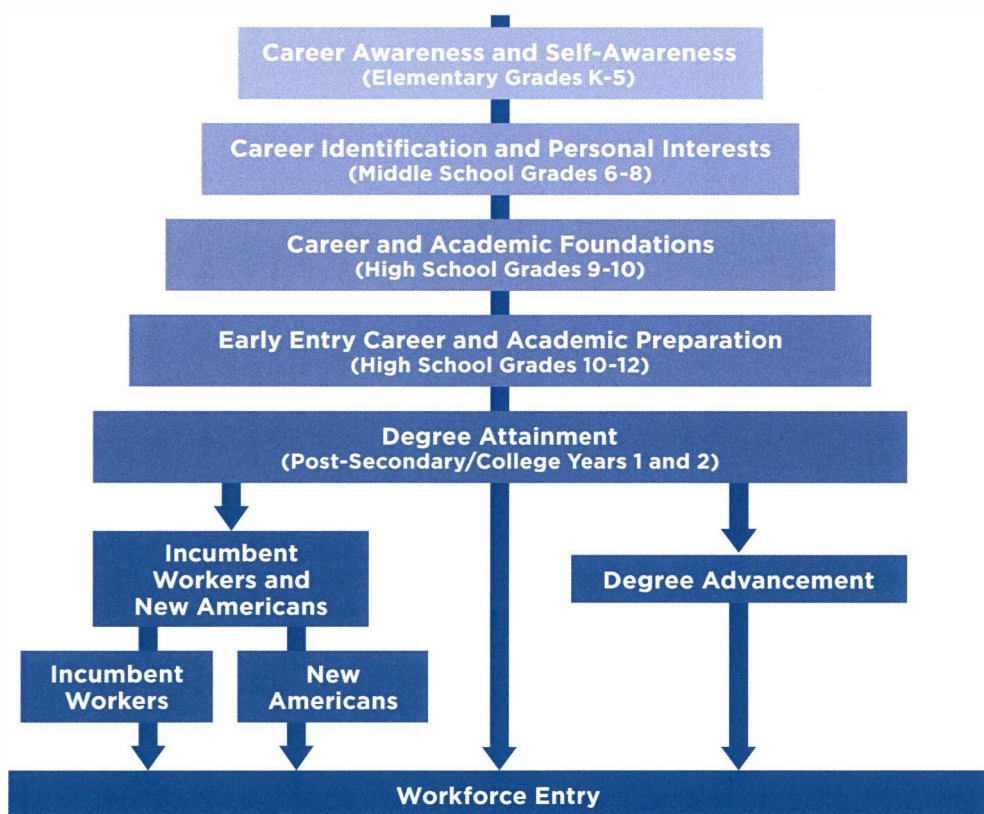 Career Awareness and Self-Awareness
(Elementary Grades K-5)
Career Identification and Personal Interests
(Middle School Grades 6-8)
Career and Academic Foundations
(High School Grades 9-10)
Early Entry Career and Academic Preparation
(High School Grades 10-12)
Degree Attainment
(Post-Secondary/College Years 1 and 2)
Incumbent
Workers and
New Americans
Degree Advancement
Incumbent
Workers
New
Americans
Workforce Entry